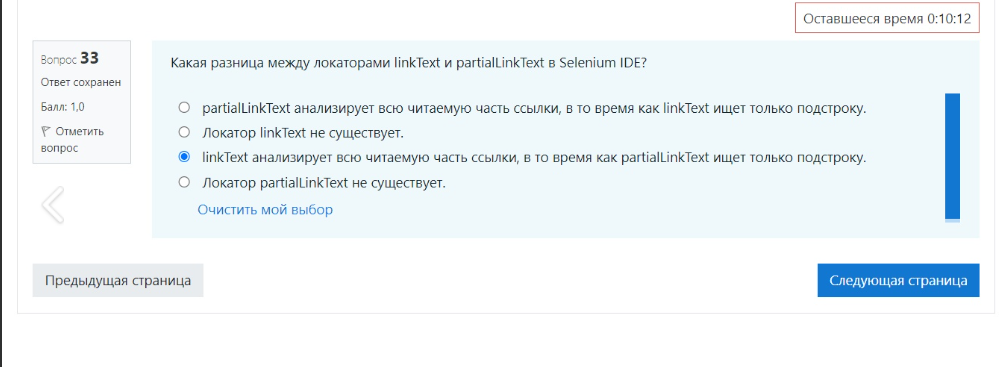 Оставшееся время 0:10:12
Вопрос 33
Ответ сохранен
Балл: 1,0
Отметить
вопрос
Какая разница между локаторами linkText и partialLinkText в Selenium IDE?
partialLinkText анализирует всю читаемую часть ссылки, в то время как linkText ищет только подстроку.
Локатор linkText не существует.
linkText анализирует всю читаемую часть ссылки, в то время как partialLinkText ищет только подстроку.
Локатор partialLinkText не существует.
Очистить мой выбор
Предыдущая страница
Следующая страница